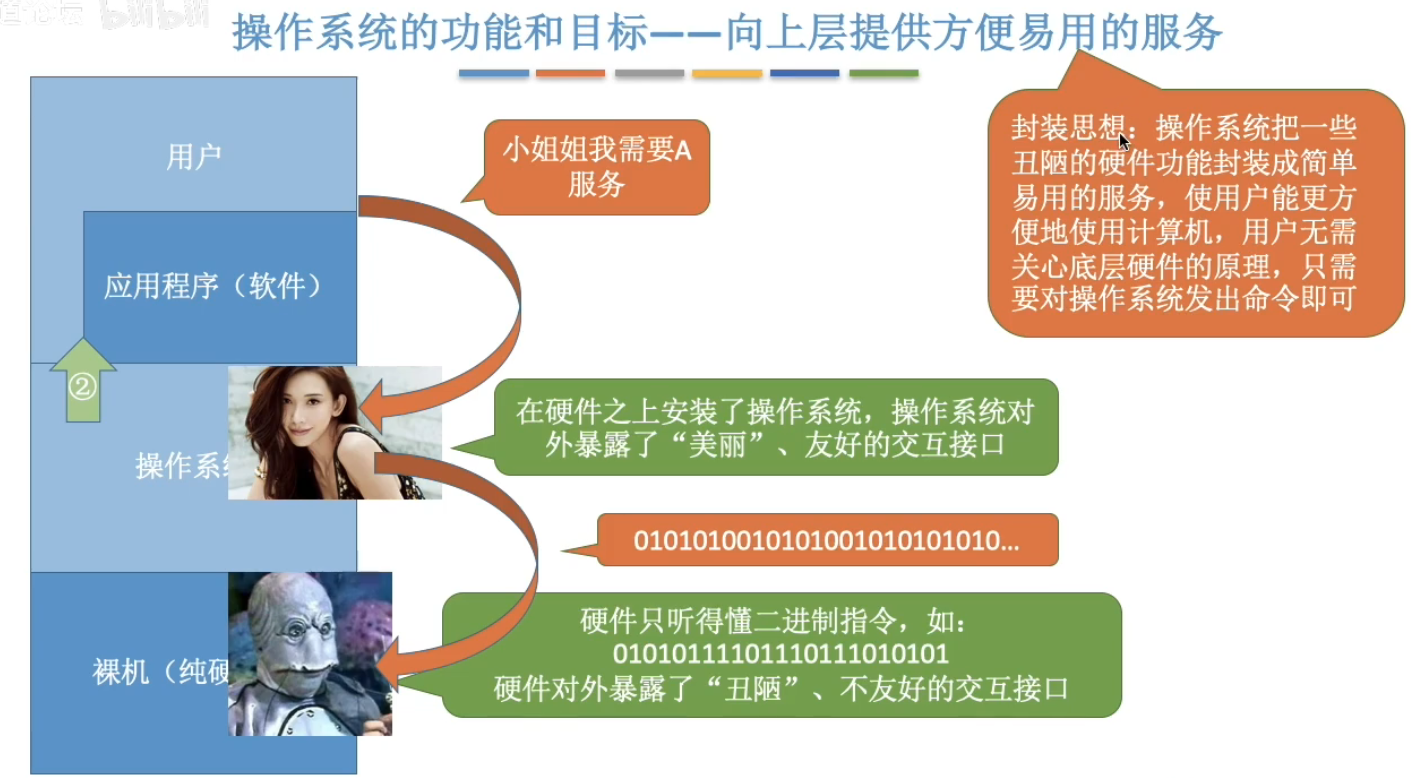 操作系统的功能和目标——向上层提供方便易用的服务
用户
应用程序（软件）
②
操作系
裸机（纯硬
小姐姐我需要A
服务
封装思想：操作系统把一些
丑陋的硬件功能封装成简单
易用的服务，使用户能更方
便地使用计算机，用户无需
关心底层硬件的原理，只需
要对操作系统发出命令即可
在硬件之上安装了操作系统，操作系统对
外暴露了“美丽”、友好的交互接口
0101010010101001010101010...
硬件只听得懂二进制指令，如：
01010111101110111010101
硬件对外暴露了“丑陋”、不友好的交互接口